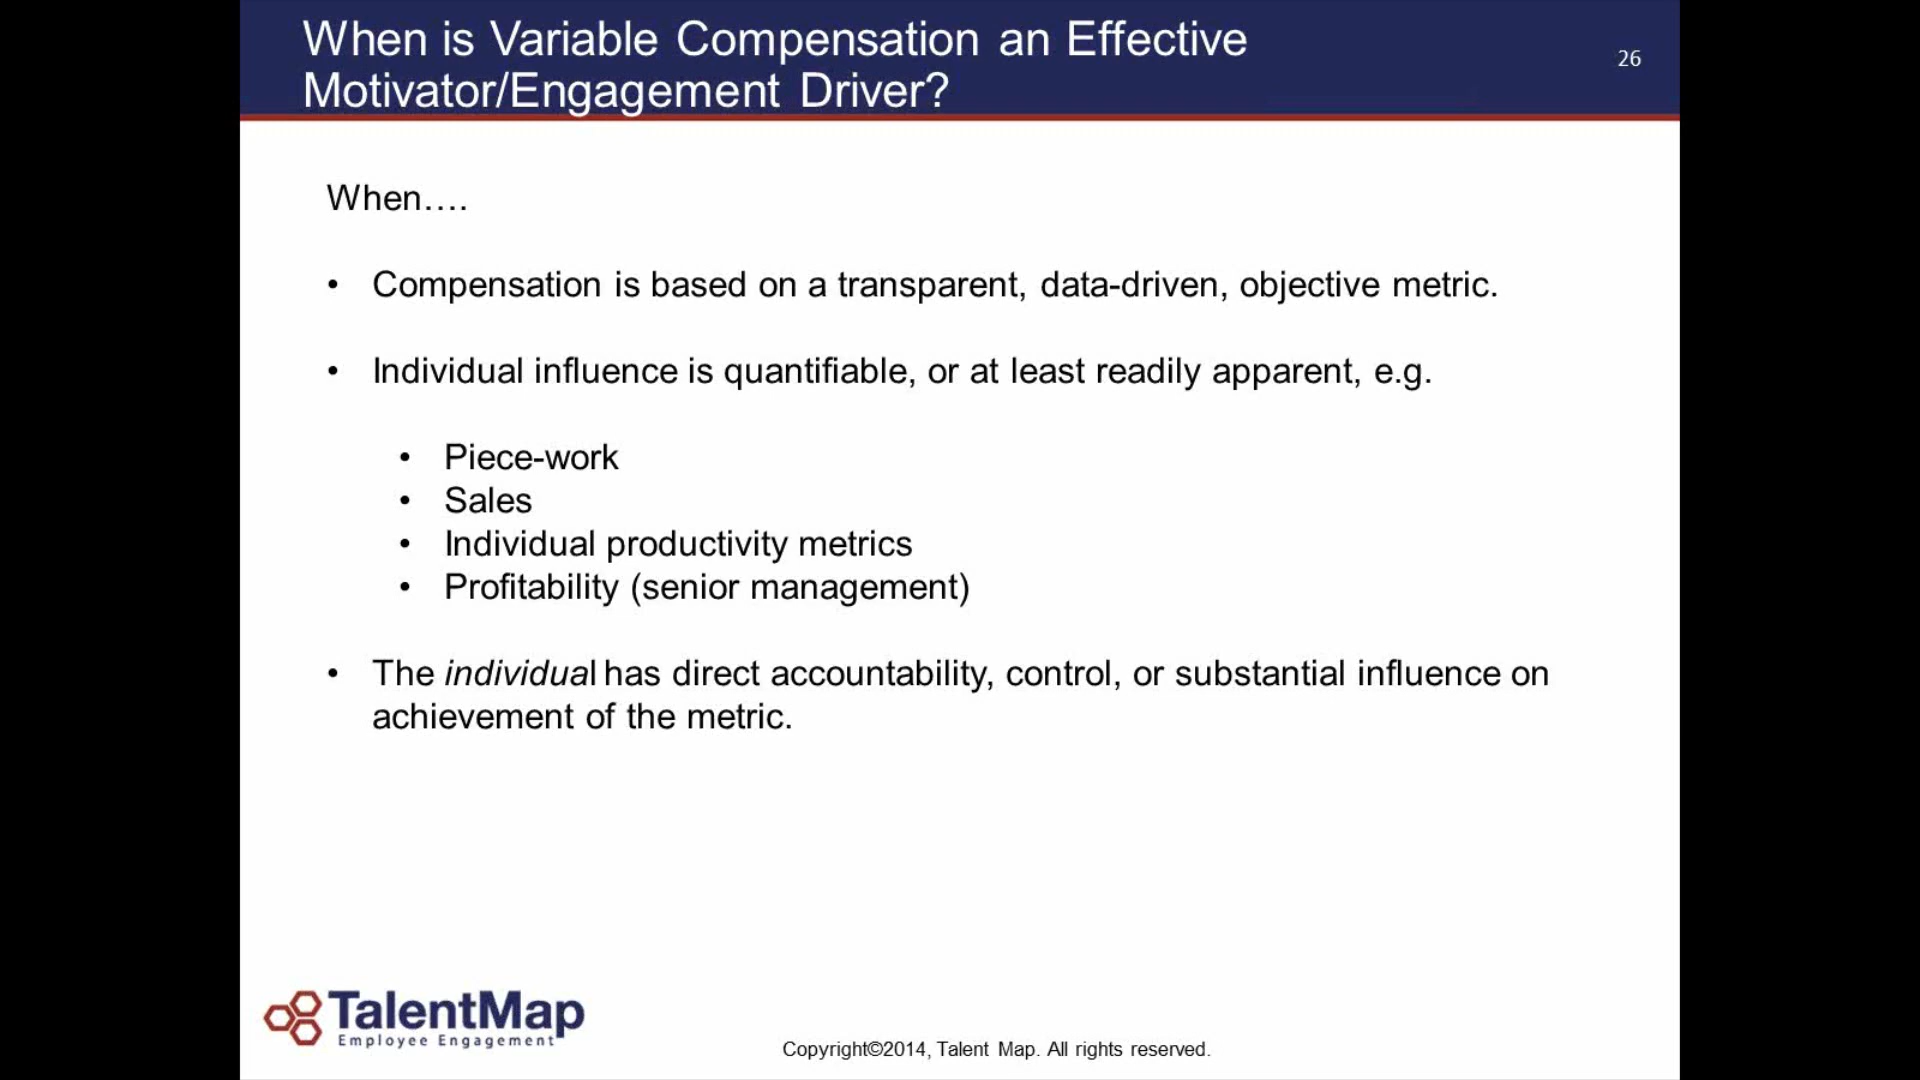 When is Variable Compensation an Effective
Motivator/Engagement Driver?
26
When....
• Compensation is based on a transparent, data-driven, objective metric.
• Individual influence is quantifiable, or at least readily apparent, e.g.
• Piece-work
• Sales
• Individual productivity metrics
• Profitability (senior management)
• The individual has direct accountability, control, or substantial influence on
achievement of the metric.
TalentMap
Employee Engagement
Copyright©2014, Talent Map. All rights reserved.